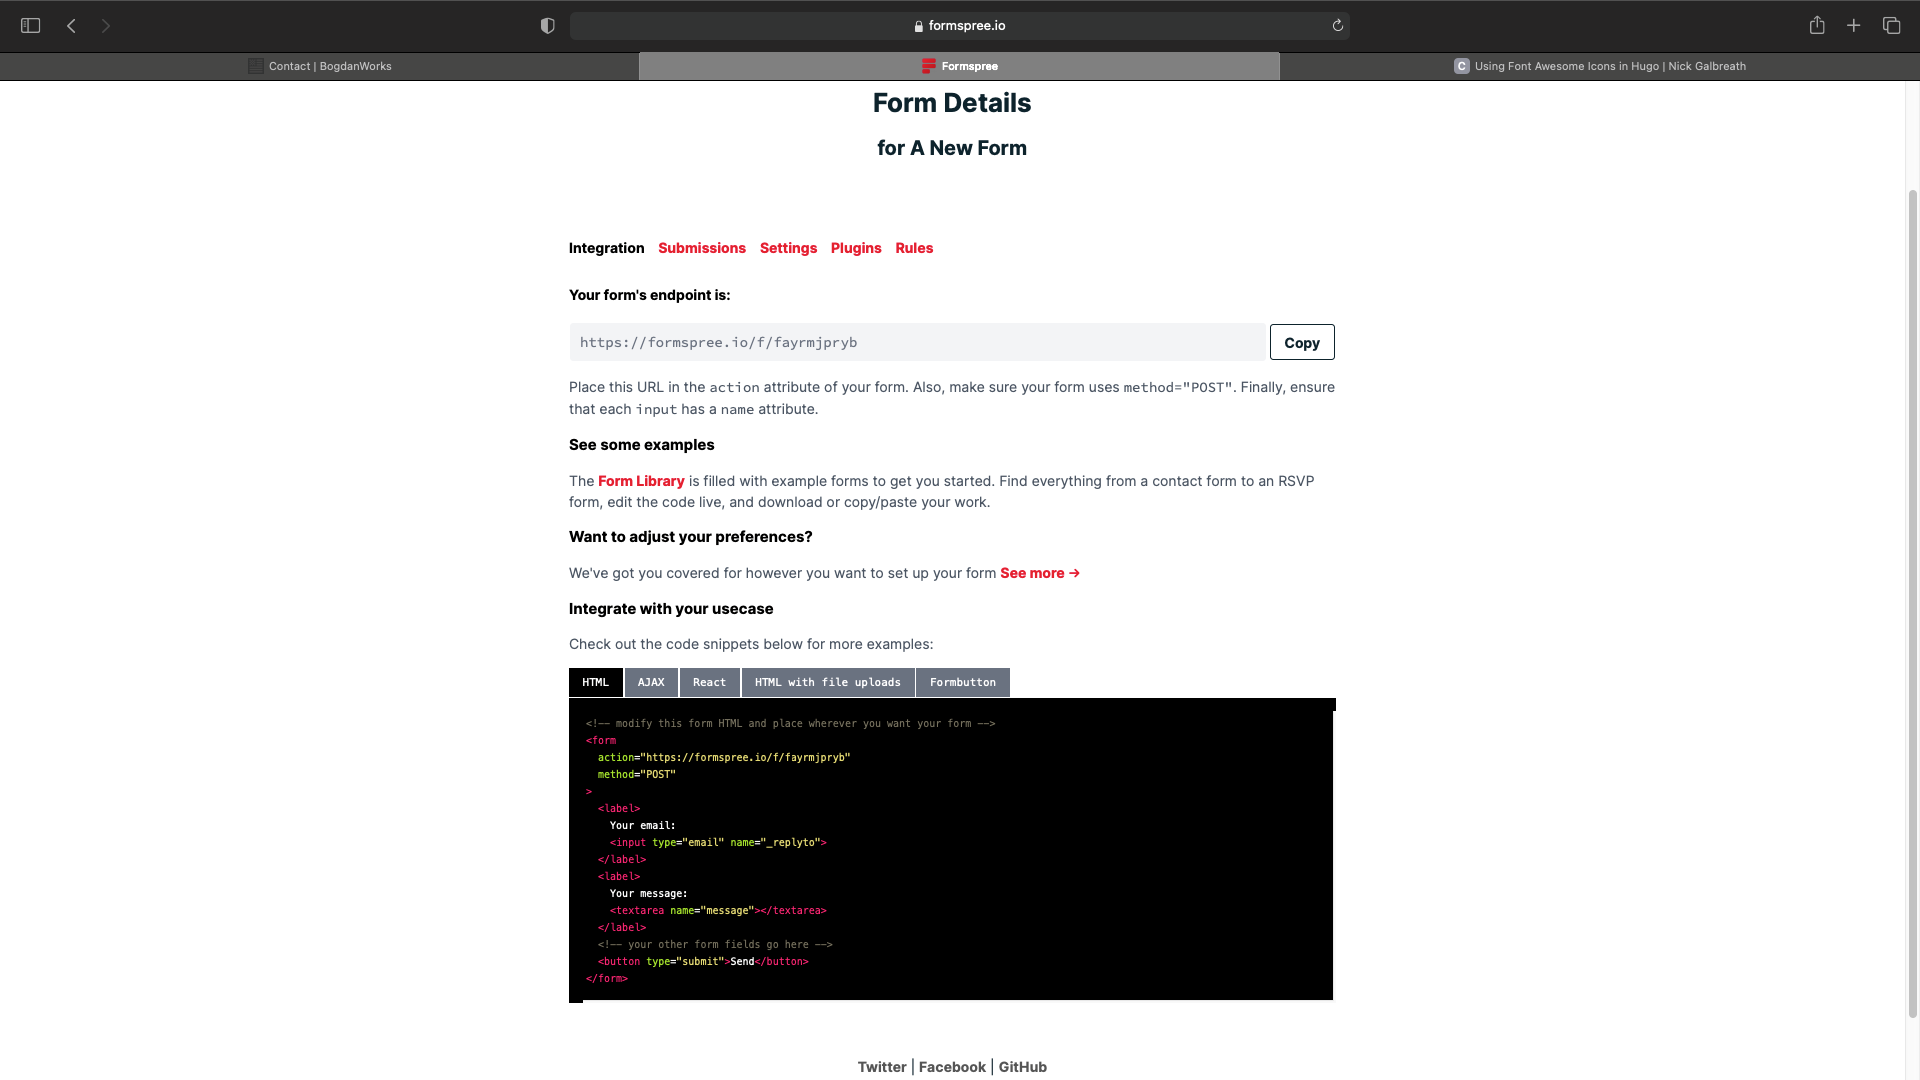 formspree.io
Contact | BogdanWorks
Formspree
C Using Font Awesome Icons in Hugo | Nick Galbreath
Form Details
for A New Form
Integration Submissions Settings Plugins Rules
Your form's endpoint is:
https://formspree.io/f/fayrmjpryb Copy
Place this URL in the action attribute of your form. Also, make sure your form uses method="POST". Finally, ensure
that each input has a name attribute.
See some examples
The Form Library is filled with example forms to get you started. Find everything from a contact form to an RSVP
form, edit the code live, and download or copy/paste your work.
Want to adjust your preferences?
We've got you covered for however you want to set up your form See more →
Integrate with your usecase
Check out the code snippets below for more examples:
HTML AJAX React HTML with file uploads Formbutton
<!-- modify this form HTML and place wherever you want your form -->
<form
action="https://formspree.io/f/fayrmjpryb"
method="POST"
>
<label>
Your email:
<input type="email" name="_replyto">
</label>
<label>
Your message:
<textarea name="message"></textarea>
</label>
<!-- your other form fields go here -->
<button type="submit">Send</button>
</form>
Twitter | Facebook | GitHub